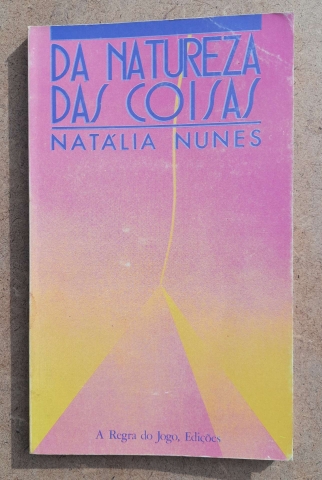 DA NATUREZA
DAS COISAS
NATÁLIA NUNES
A Regra do Jogo, Edições